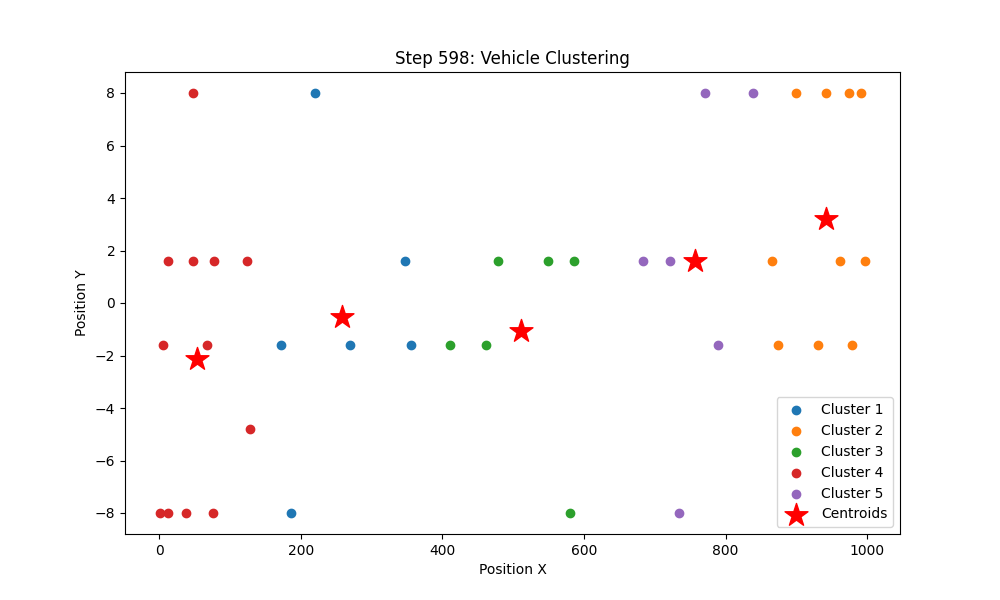 Step 598: Vehicle Clustering
Position Y
8
6
4
2
0
−2
−4
−6
−8
0
200
400
600
800
1000
Position X
Cluster 1
Cluster 2
Cluster 3
Cluster 4
Cluster 5
Centroids